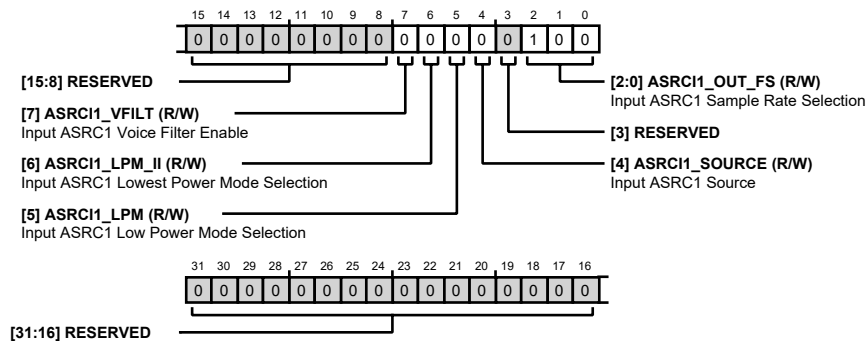 15 14 13 12 11 10 9 8 7 6 5 4 3 2 1 0
0 0 0 0 0 0 0 0 0 0 0 0 0 1 0 0
[15:8] RESERVED
[7] ASRCI1_VFILT (R/W)
Input ASRC1 Voice Filter Enable
[6] ASRCI1_LPM_II (R/W)
Input ASRC1 Lowest Power Mode Selection
[5] ASRCI1_LPM (R/W)
Input ASRC1 Low Power Mode Selection
[2:0] ASRCI1_OUT_FS (R/W)
Input ASRC1 Sample Rate Selection
[3] RESERVED
[4] ASRCI1_SOURCE (R/W)
Input ASRC1 Source
31 30 29 28 27 26 25 24 23 22 21 20 19 18 17 16
0 0 0 0 0 0 0 0 0 0 0 0 0 0 0 0
[31:16] RESERVED